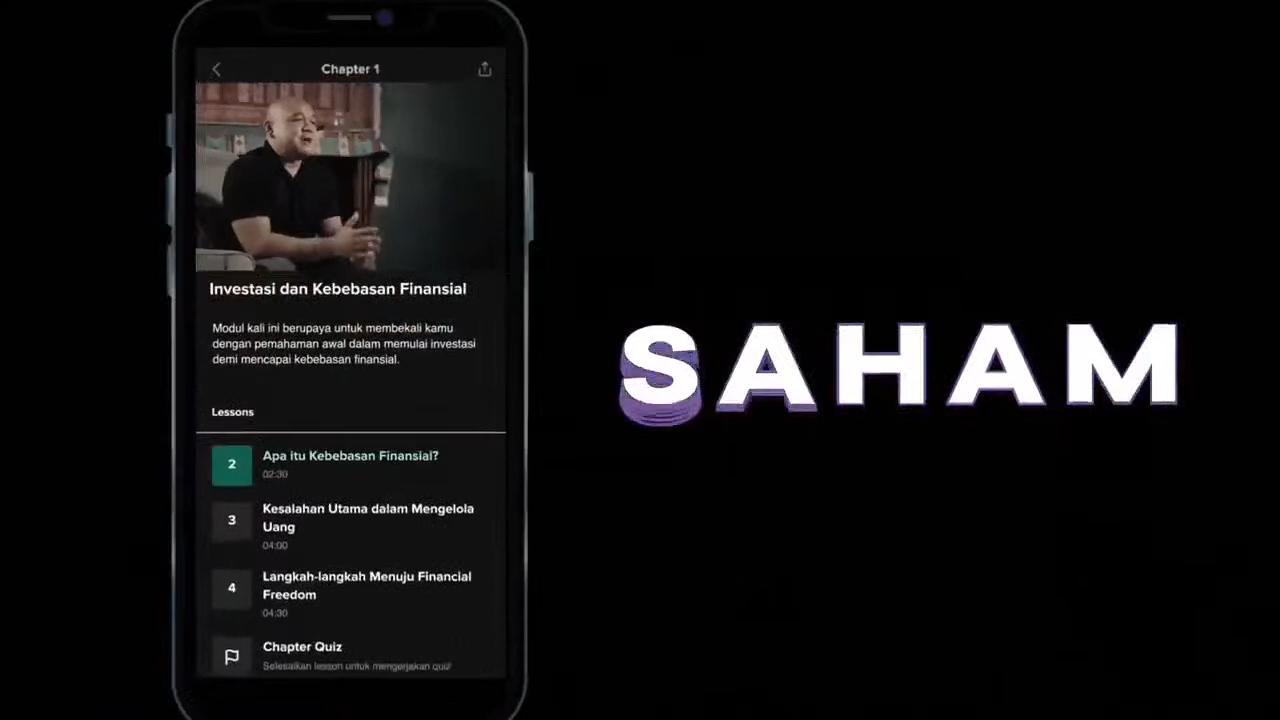 Chapter 1
Investasi dan Kebebasan Finansial
Modul kali ini berupaya untuk membekali kamu
dengan pemahaman awal dalam memulai investasi
demi mencapai kebebasan finansial.
Lessons
2
Apa itu Kebebasan Finansial?
02:30
3
Kesalahan Utama dalam Mengelola
Uang
04:00
4
Langkah-langkah Menuju Financial
Freedom
04:30
Chapter Quiz
Selesaikan lesson untuk mengerjakan quiz
SAHAM